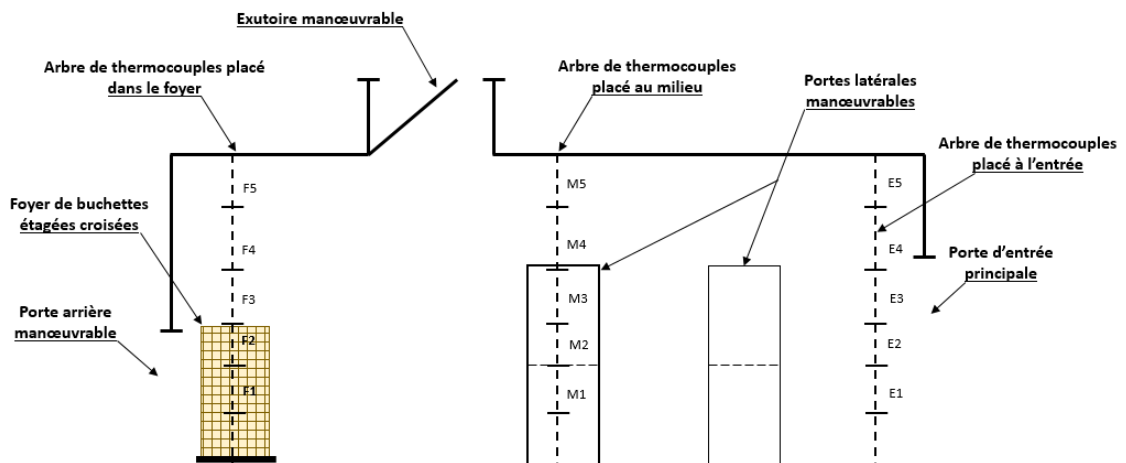 Exutoire manœuvrable
Arbre de thermocouples placé
dans le foyer
Arbre de thermocouples
placé au milieu
Portes latérales
manœuvrables
Arbre de thermocouples
placé à l’entrée
Foyer de buchettes
étagées croisées
Porte d’entrée
principale
Porte arrière
manœuvrable
F5
F4
F3
F2
F1
M5
M4
M3
M2
M1
E5
E4
E3
E2
E1